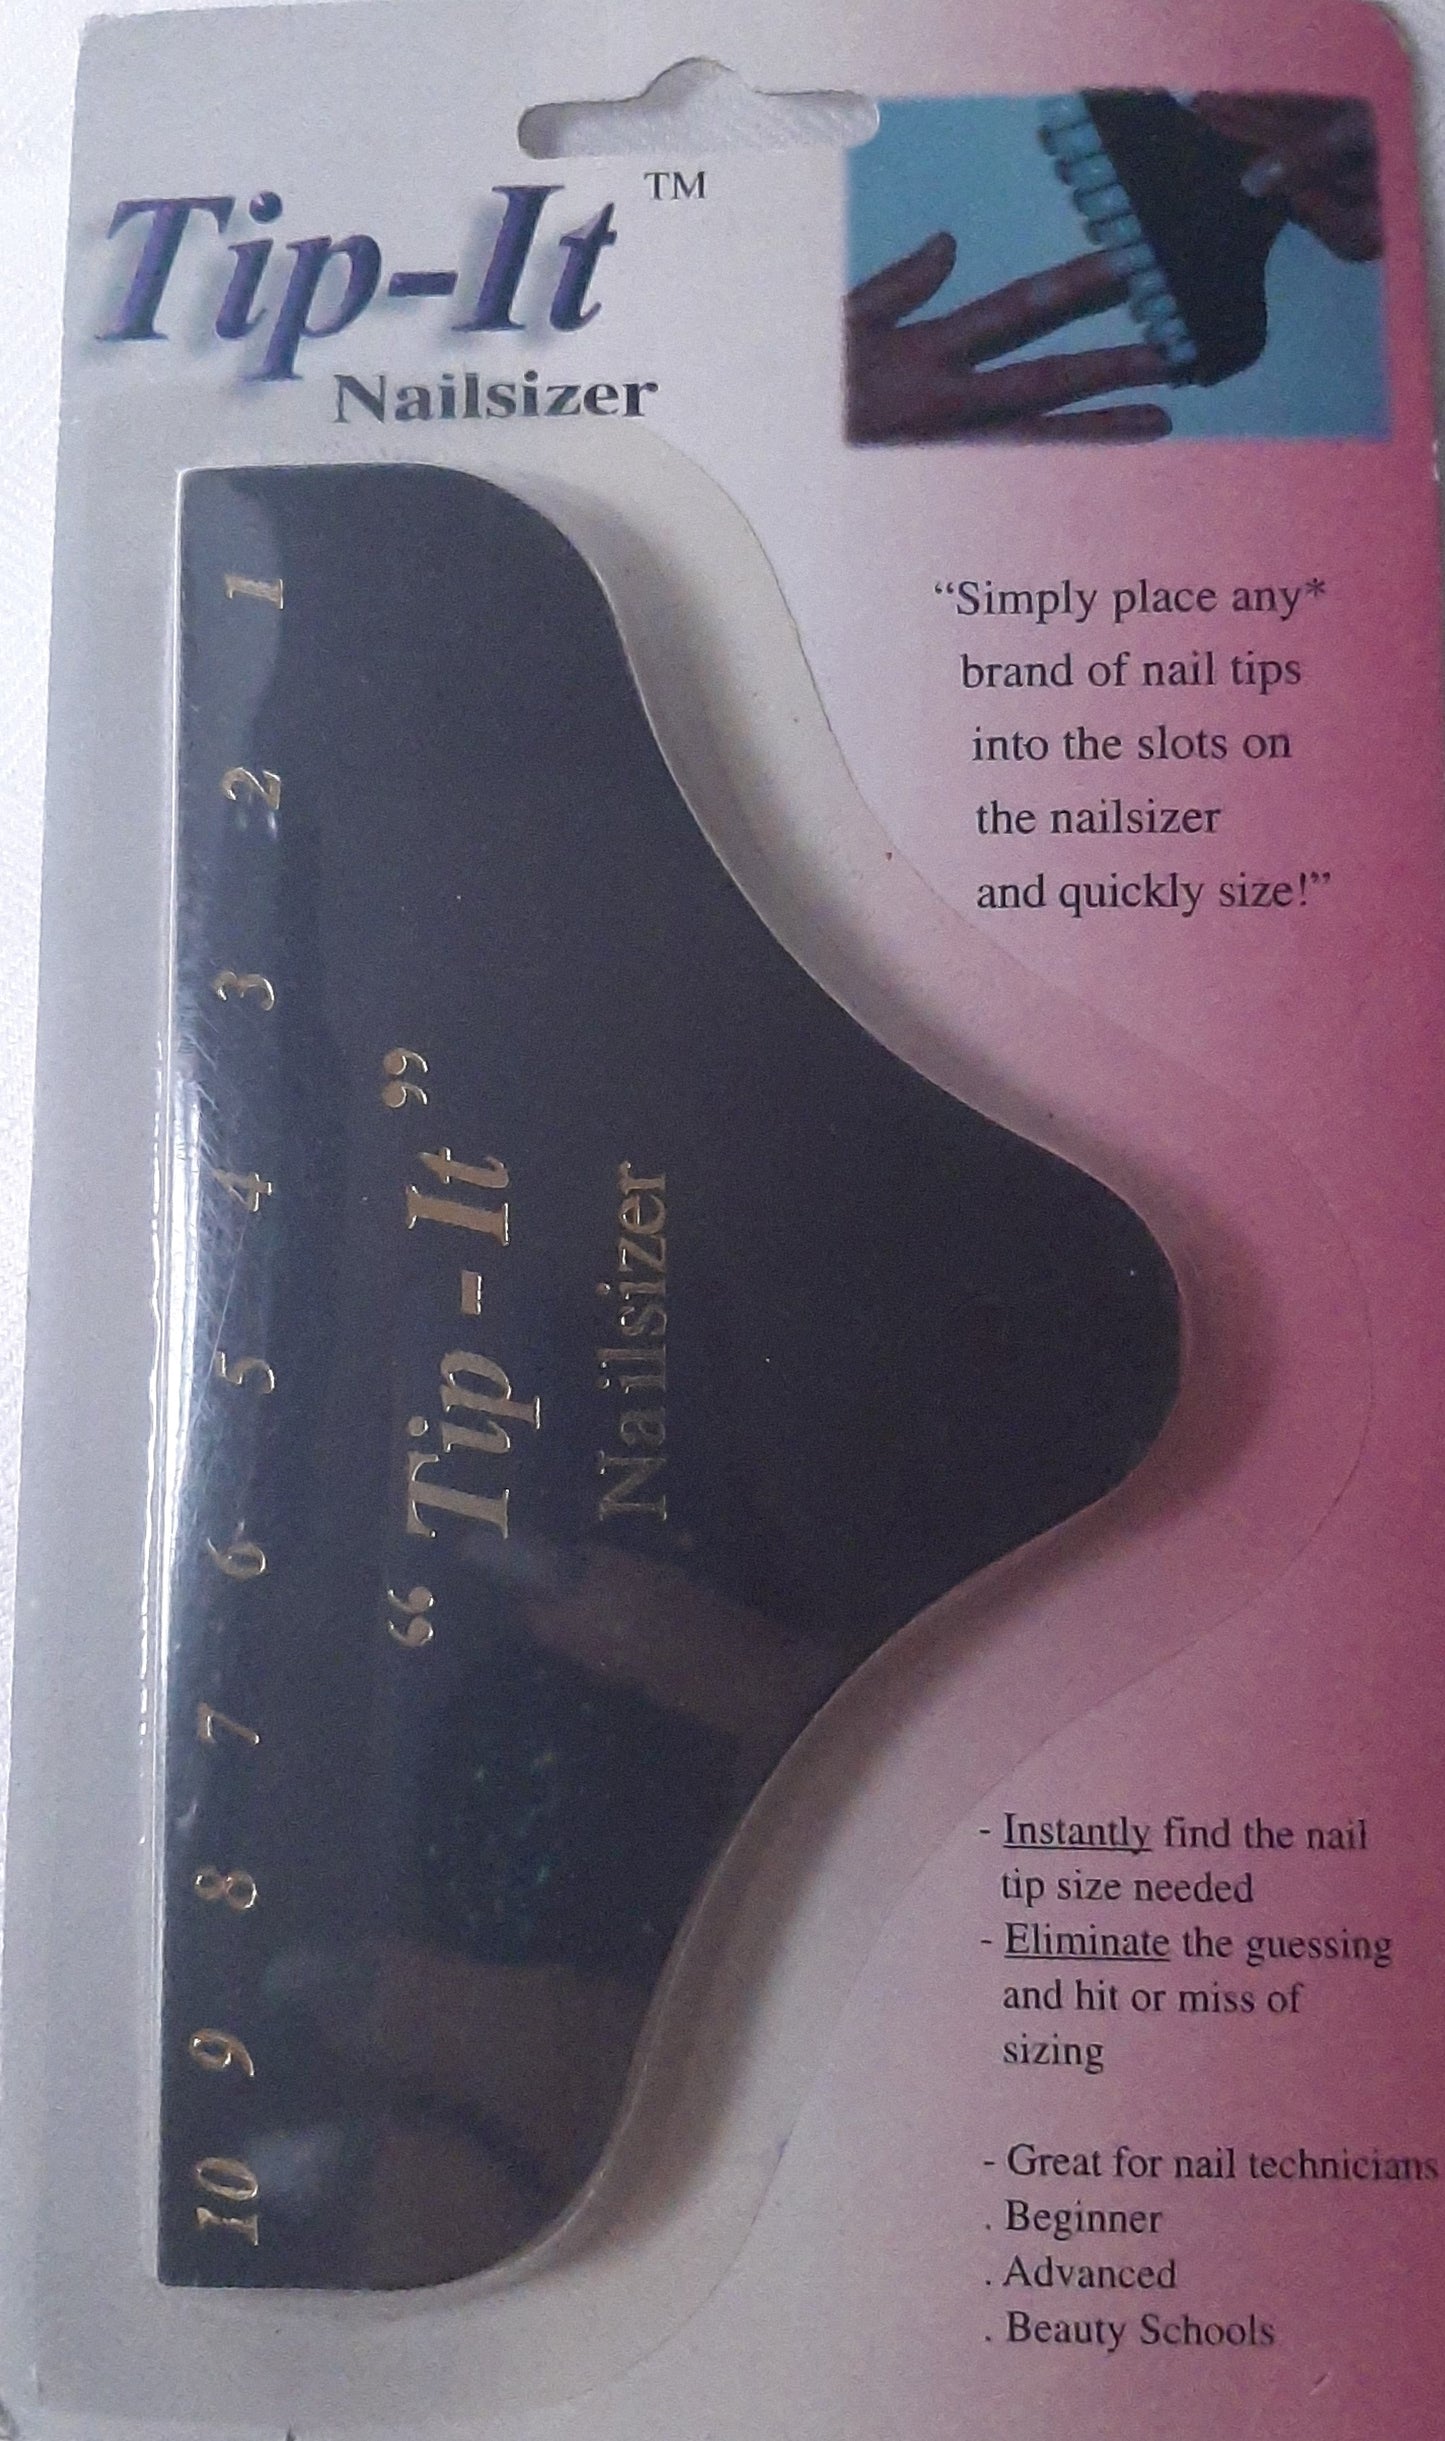 Tip-It ™
Nailsizer
"Simply place any*
brand of nail tips
into the slots on
the nailsizer
and quickly size!"
1
2
3
4
5
6
7
8
9
10
" Tip - It "
Nailsizer
- Instantly find the nail
tip size needed
- Eliminate the guessing
and hit or miss of
sizing
- Great for nail technicians
. Beginner
. Advanced
. Beauty Schools